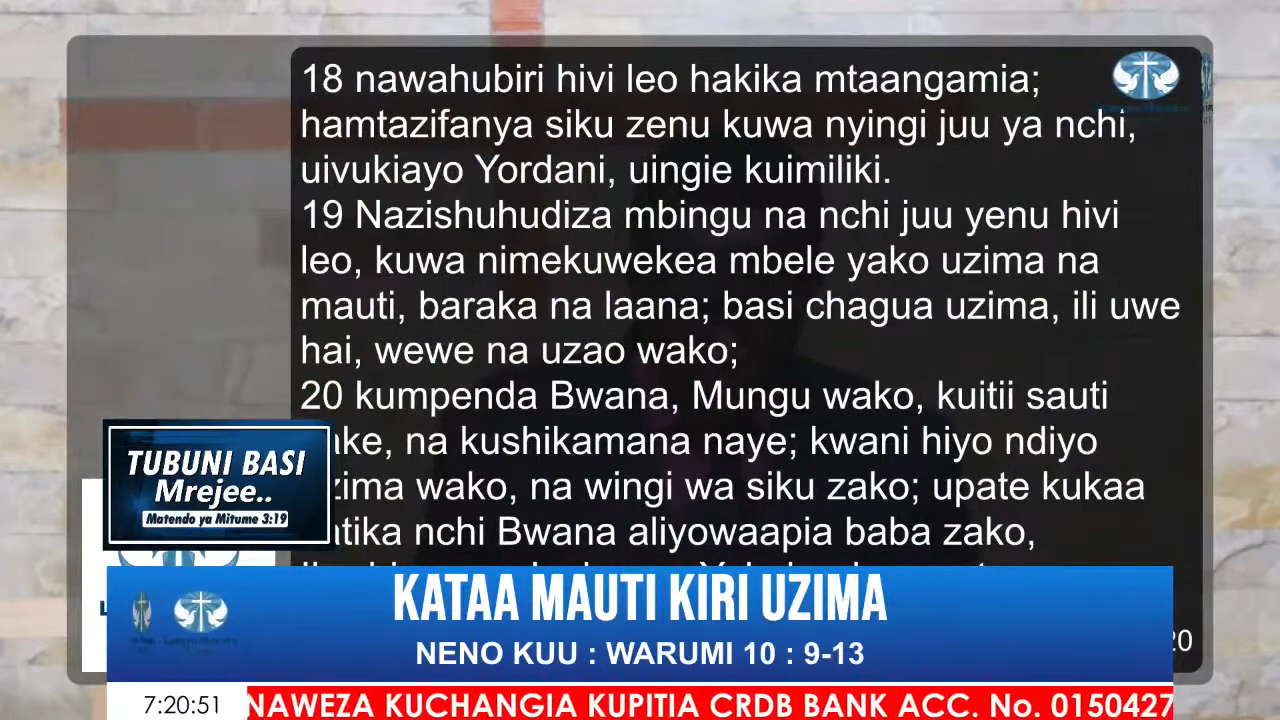 18 nawahubiri hivi leo hakika mtaangamia;
hamtazifanya siku zenu kuwa nyingi juu ya nchi,
uivukiayo Yordani, uingie kuimiliki.
19 Nazishuhudiza mbingu na nchi juu yenu hivi
leo, kuwa nimekuwekea mbele yako uzima na
mauti, baraka na laana; basi chagua uzima, ili uwe
hai, wewe na uzao wako;
20 kumpenda Bwana, Mungu wako, kuitii sauti
na kushikamana naye; kwani hiyo ndiyo
wako, na wingi wa siku zako; upate kukaa
nchi Bwana aliyowaapia baba zako,
TUBUNI BASI
Mrejee..
Matendo ya Mitume 3:19
KATAA MAUTI KIRI UZIMA
NENO KUU : WARUMI 10 : 9-13
7:20:51
NAWEZA KUCHANGIA KUPITIA CRDB BANK ACC. No. 0150427